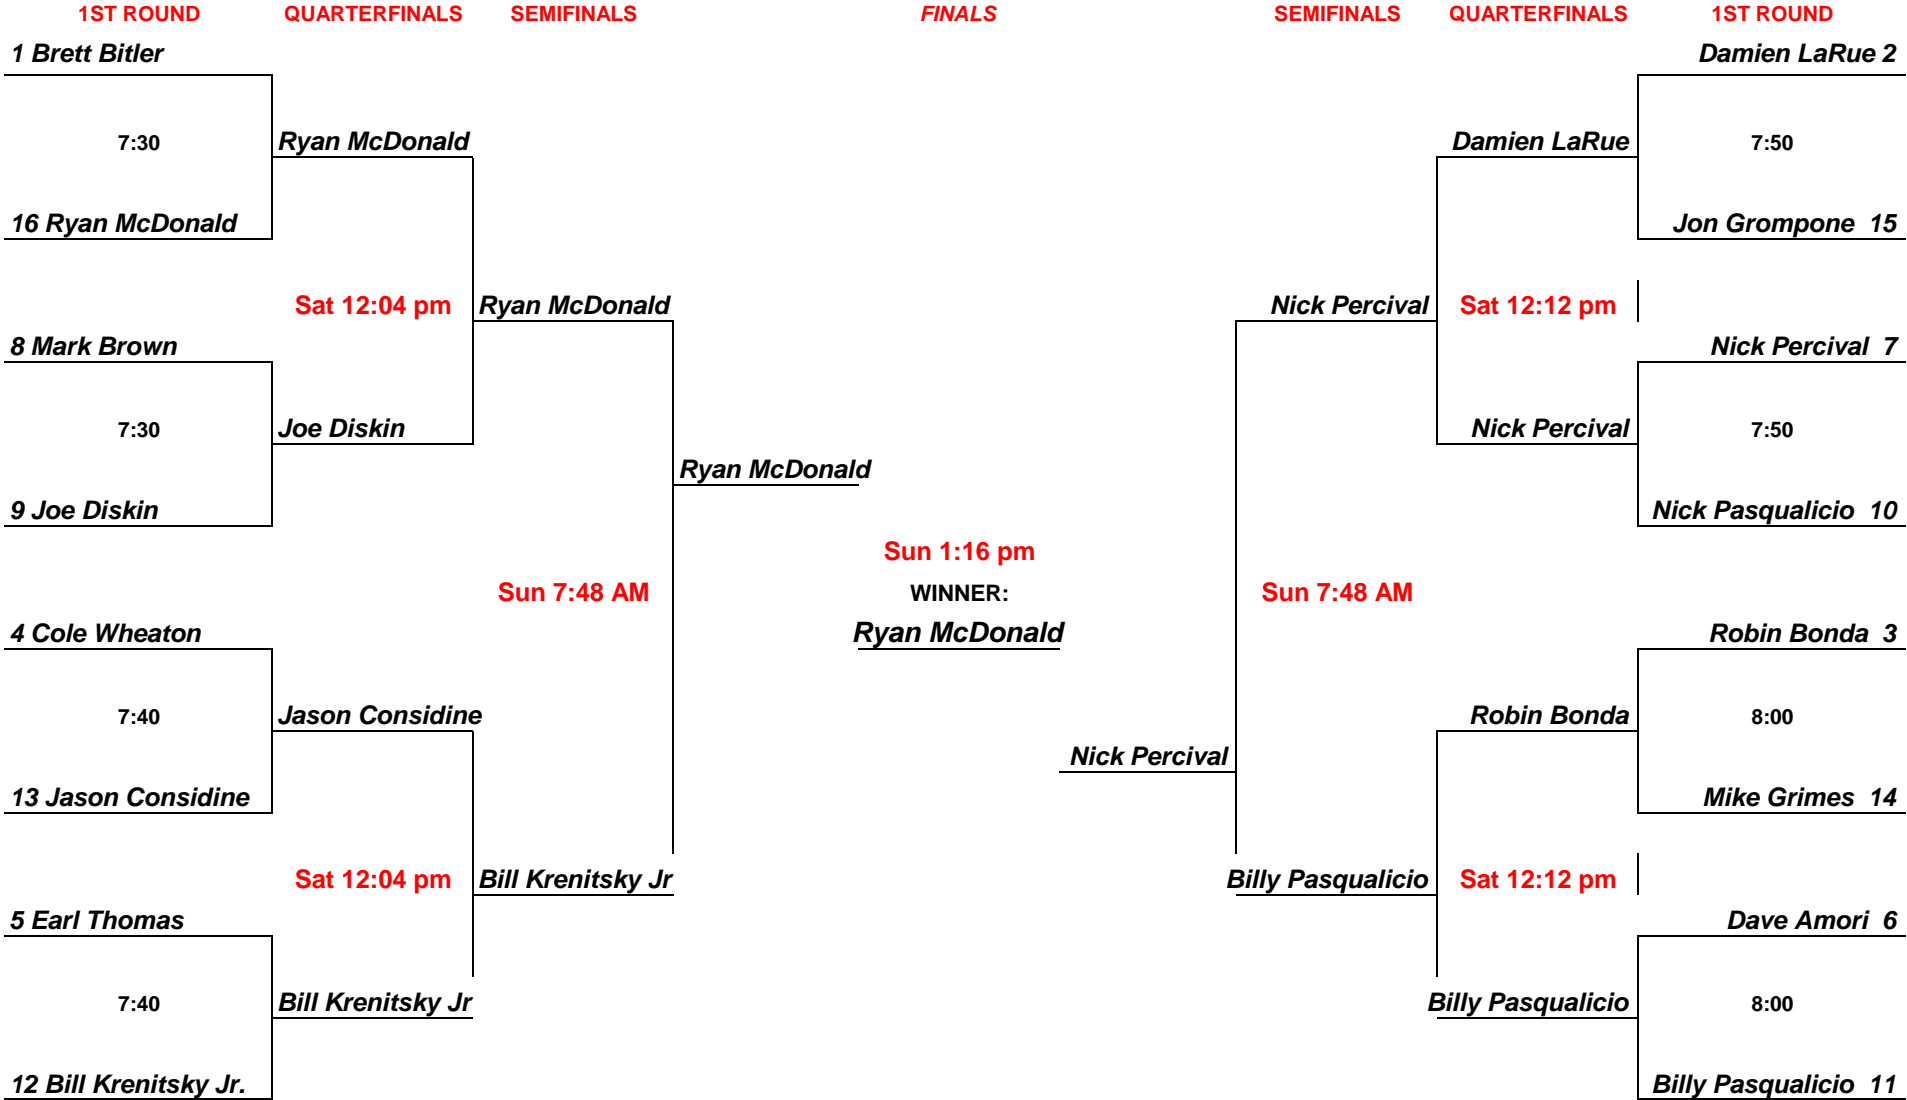 1ST ROUND QUARTERFINALS SEMIFINALS FINALS SEMIFINALS QUARTERFINALS 1ST ROUND
1 Brett Bitler Damien LaRue 2
7:30 Ryan McDonald Damien LaRue 7:50
16 Ryan McDonald Jon Grompone 15
Sat 12:04 pm Ryan McDonald Nick Percival Sat 12:12 pm
8 Mark Brown Nick Percival 7
7:30 Joe Diskin Nick Percival 7:50
Ryan McDonald
9 Joe Diskin Nick Pasqualicio 10
Sun 1:16 pm
Sun 7:48 AM WINNER: Sun 7:48 AM
4 Cole Wheaton Ryan McDonald Robin Bonda 3
7:40 Jason Considine Robin Bonda 8:00
Nick Percival
13 Jason Considine Mike Grimes 14
Sat 12:04 pm Bill Krenitsky Jr Billy Pasqualicio Sat 12:12 pm
5 Earl Thomas Dave Amori 6
7:40 Bill Krenitsky Jr Billy Pasqualicio 8:00
12 Bill Krenitsky Jr. Billy Pasqualicio 11